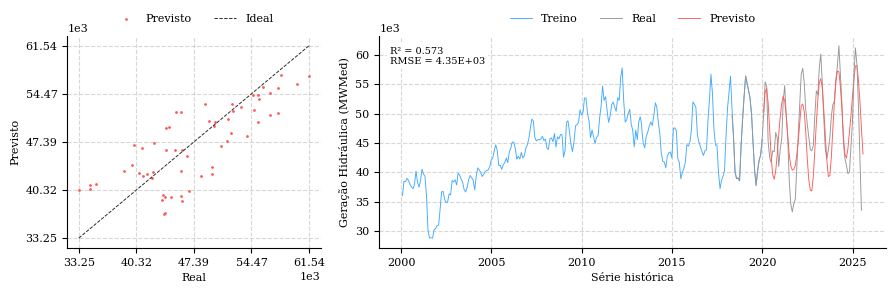 Previsto
Ideal
1e3
61.54
54.47
47.39
40.32
33.25
Previsto
33.25 40.32 47.39 54.47 61.54
1e3
Real
Treino
Real
Previsto
1e3
R² = 0.573
RMSE = 4.35E+03
60
55
50
45
40
35
30
Geração Hidráulica (MWMed)
2000 2005 2010 2015 2020 2025
Série histórica